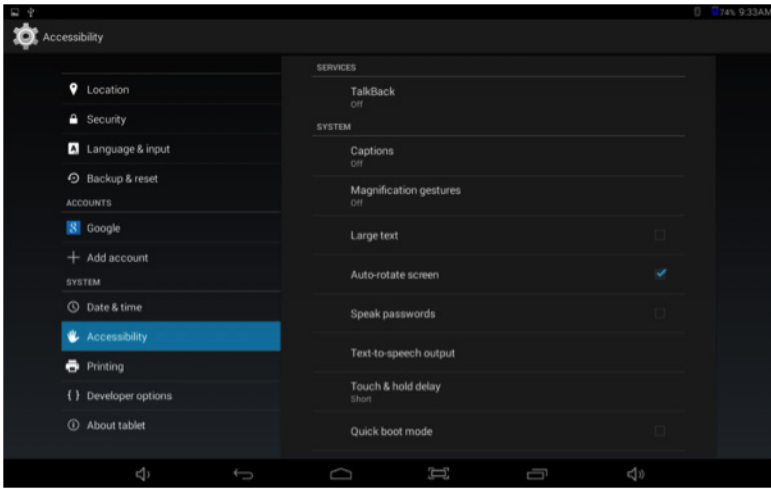 74% 9:33AM
Accessibility
Location
Security
Language & input
Backup & reset
ACCOUNTS
Google
Add account
SYSTEM
Date & time
Accessibility
Printing
{ } Developer options
About tablet
SERVICES
TalkBack
Off
SYSTEM
Captions
Off
Magnification gestures
Off
Large text
Auto-rotate screen
Speak passwords
Text-to-speech output
Touch & hold delay
Short
Quick boot mode